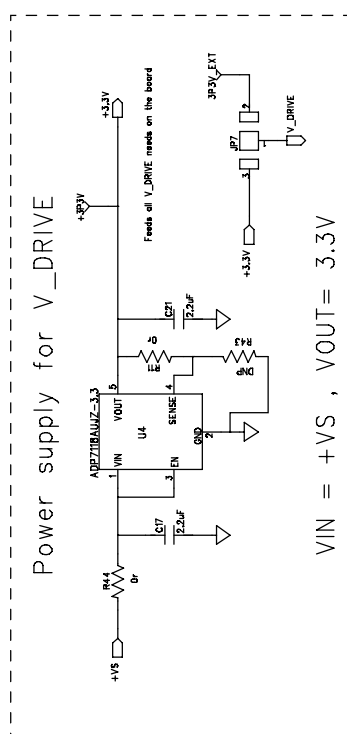 Power supply for V_DRIVE
ADP7118AUJZ-3.3
+VS
R44
0r
C17
2.2uF
1
VIN
3
EN
U4
VOUT
5
SENSE
4
GND
2
R11
0r
C21
2.2uF
R43
DNP
+3P3V
+3.3V
Feeds all V_DRIVE needs on the board
+3.3V
3
JP7
1
2
3P3V_EXT
V_DRIVE
VIN = +VS , VOUT= 3.3V